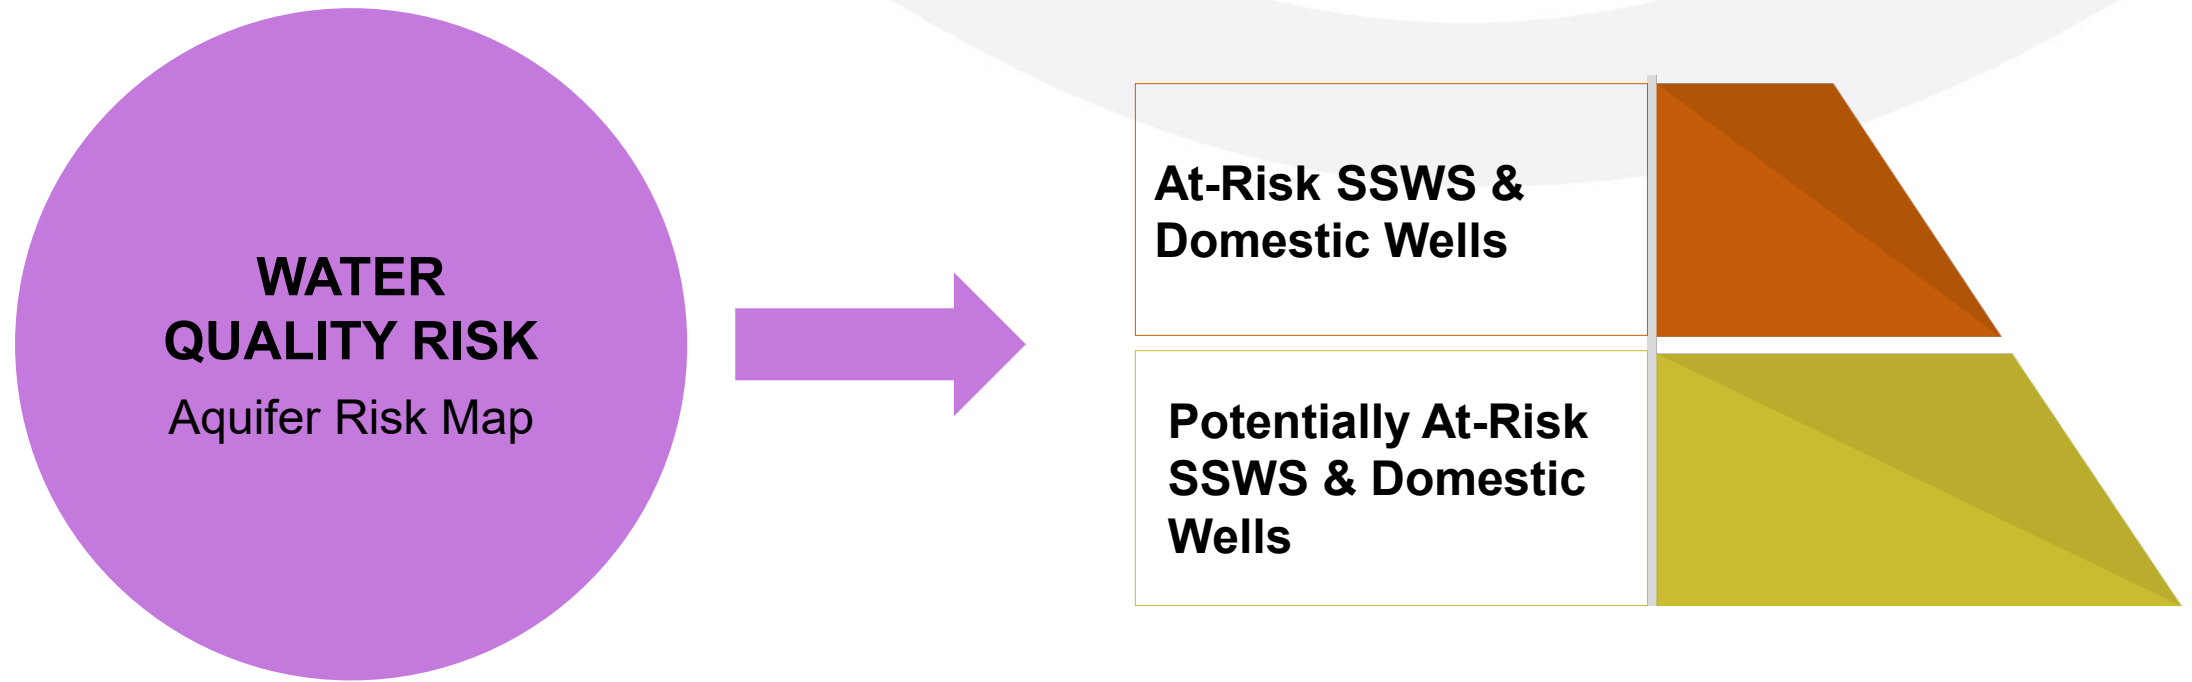 WATER
QUALITY RISK
Aquifer Risk Map
At-Risk SSWS &
Domestic Wells
Potentially At-Risk
SSWS & Domestic
Wells